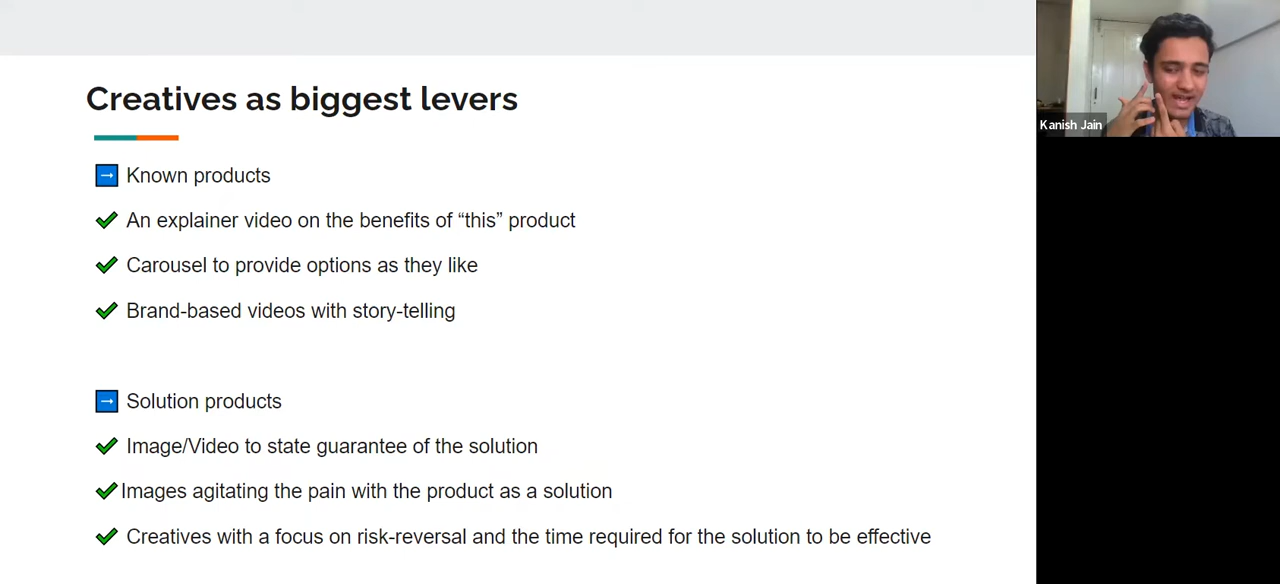 Creatives as biggest levers
Known products
An explainer video on the benefits of “this” product
Carousel to provide options as they like
Brand-based videos with story-telling
Solution products
Image/Video to state guarantee of the solution
Images agitating the pain with the product as a solution
Creatives with a focus on risk-reversal and the time required for the solution to be effective
Kanish Jain